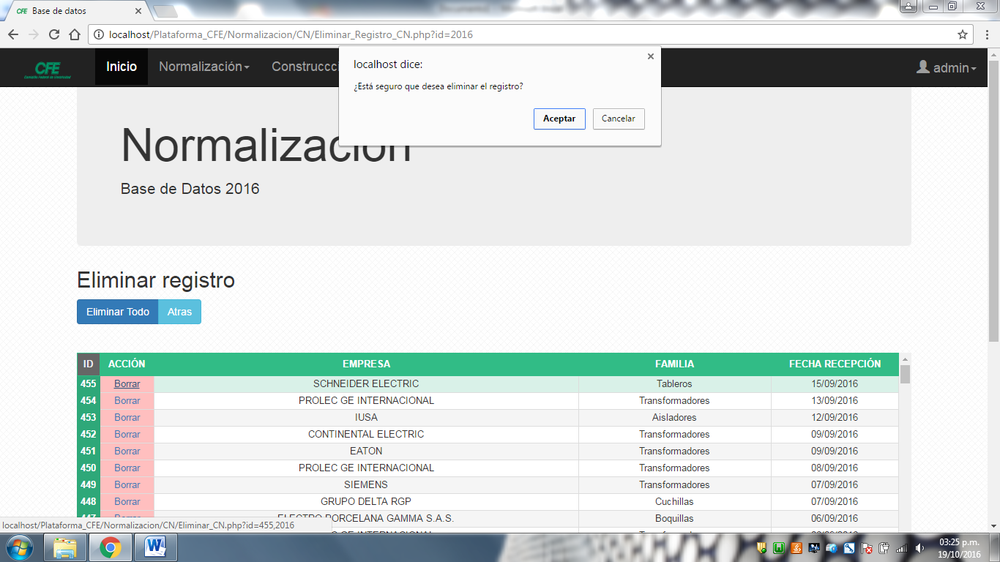 Base de datos
localhost/Plataforma_CFE/Normalizacion/CN/Eliminar_Registro_CN.php?id=2016
CFE
Inicio
Normalización
Construccci
admin
localhost dice:
¿Está seguro que desea eliminar el registro?
Aceptar Cancelar
Normalización
Base de Datos 2016
Eliminar registro
Eliminar Todo Atras
ID ACCIÓN EMPRESA FAMILIA FECHA RECEPCIÓN
455 Borrar SCHNEIDER ELECTRIC Tableros 15/09/2016
454 Borrar PROLEC GE INTERNACIONAL Transformadores 13/09/2016
453 Borrar IUSA Aisladores 12/09/2016
452 Borrar CONTINENTAL ELECTRIC Transformadores 09/09/2016
451 Borrar EATON Transformadores 09/09/2016
450 Borrar PROLEC GE INTERNACIONAL Transformadores 08/09/2016
449 Borrar SIEMENS Transformadores 07/09/2016
448 Borrar GRUPO DELTA RGP Cuchillas 07/09/2016
447 Borrar ELECTRO PORCELANA GAMMA S.A.S. Boquillas 06/09/2016
localhost/Plataforma_CFE/Normalizacion/CN/Eliminar_CN.php?id=455,2016
03:25 p.m.
19/10/2016